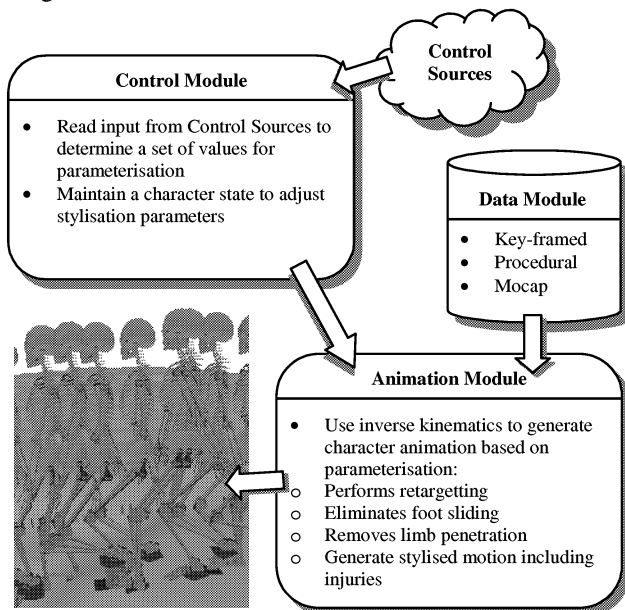 Control
Sources
Control Module
• Read input from Control Sources to
determine a set of values for
parameterisation
• Maintain a character state to adjust
stylisation parameters
Data Module
• Key-framed
• Procedural
• Mocap
Animation Module
• Use inverse kinematics to generate
character animation based on
parameterisation:
o Performs retargetting
o Eliminates foot sliding
o Removes limb penetration
o Generate stylised motion including
injuries